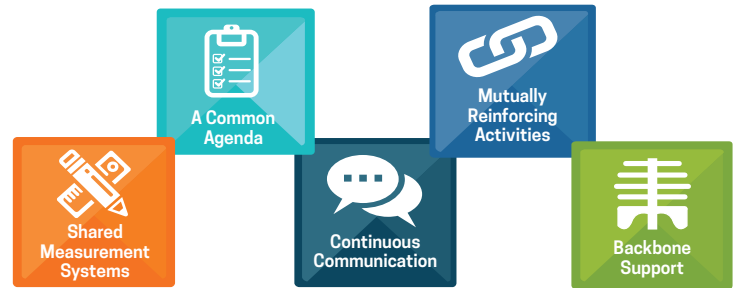 Shared
Measurement
Systems
A Common
Agenda
Continuous
Communication
Mutually
Reinforcing
Activities
Backbone
Support